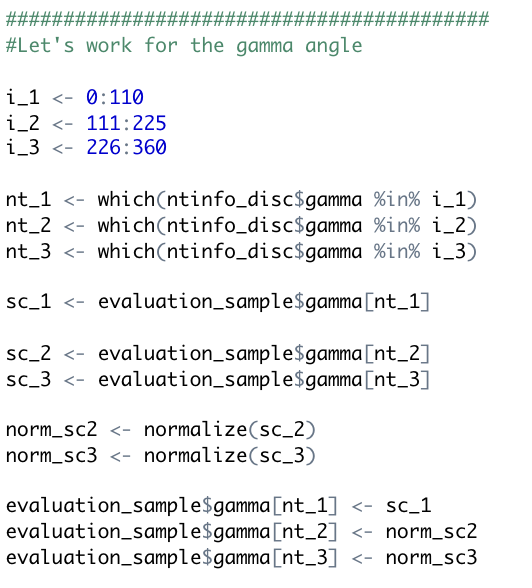 ##########################################
#Let's work for the gamma angle
i_1 <- 0:110
i_2 <- 111:225
i_3 <- 226:360
nt_1 <- which(ntinfo_disc$gamma %in% i_1)
nt_2 <- which(ntinfo_disc$gamma %in% i_2)
nt_3 <- which(ntinfo_disc$gamma %in% i_3)
sc_1 <- evaluation_sample$gamma[nt_1]
sc_2 <- evaluation_sample$gamma[nt_2]
sc_3 <- evaluation_sample$gamma[nt_3]
norm_sc2 <- normalize(sc_2)
norm_sc3 <- normalize(sc_3)
evaluation_sample$gamma[nt_1] <- sc_1
evaluation_sample$gamma[nt_2] <- norm_sc2
evaluation_sample$gamma[nt_3] <- norm_sc3